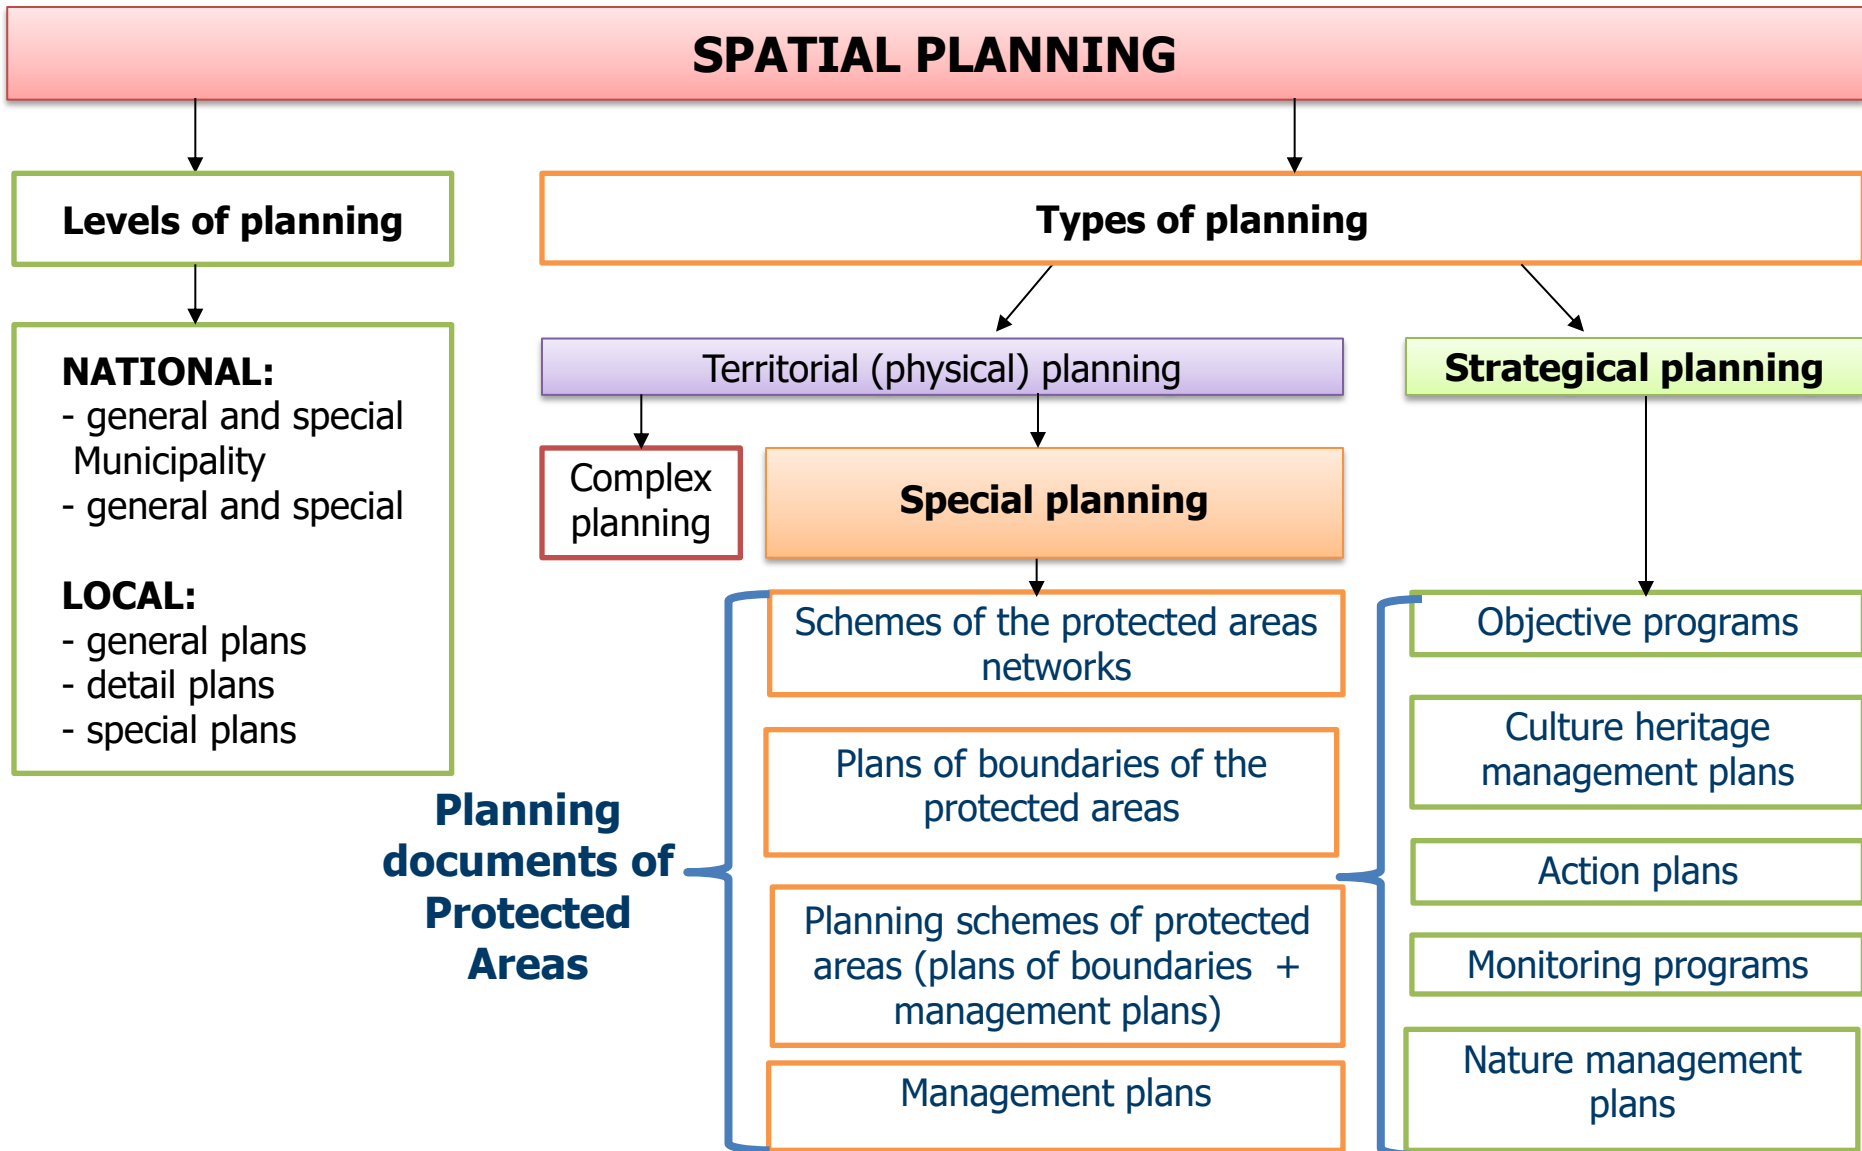 SPATIAL PLANNING
Levels of planning
Types of planning
NATIONAL:
- general and special
Municipality
- general and special
LOCAL:
- general plans
- detail plans
- special plans
Territorial (physical) planning
Strategical planning
Complex
planning
Special planning
Planning
documents of
Protected
Areas
Schemes of the protected areas
networks
Plans of boundaries of the
protected areas
Planning schemes of protected
areas (plans of boundaries  +
management plans)
Management plans
Objective programs
Culture heritage
management plans
Action plans
Monitoring programs
Nature management
plans